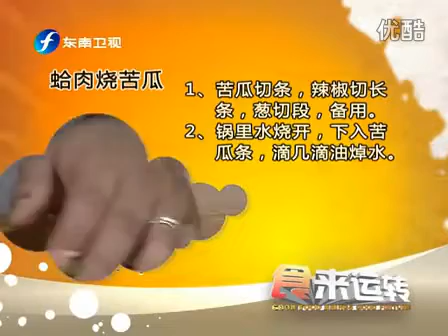 优酷
东南卫视
蛤肉烧苦瓜
1、苦瓜切条，辣椒切长
条，葱切段，备用。
2、锅里水烧开，下入苦
瓜条，滴几滴油焯水。
食来运转